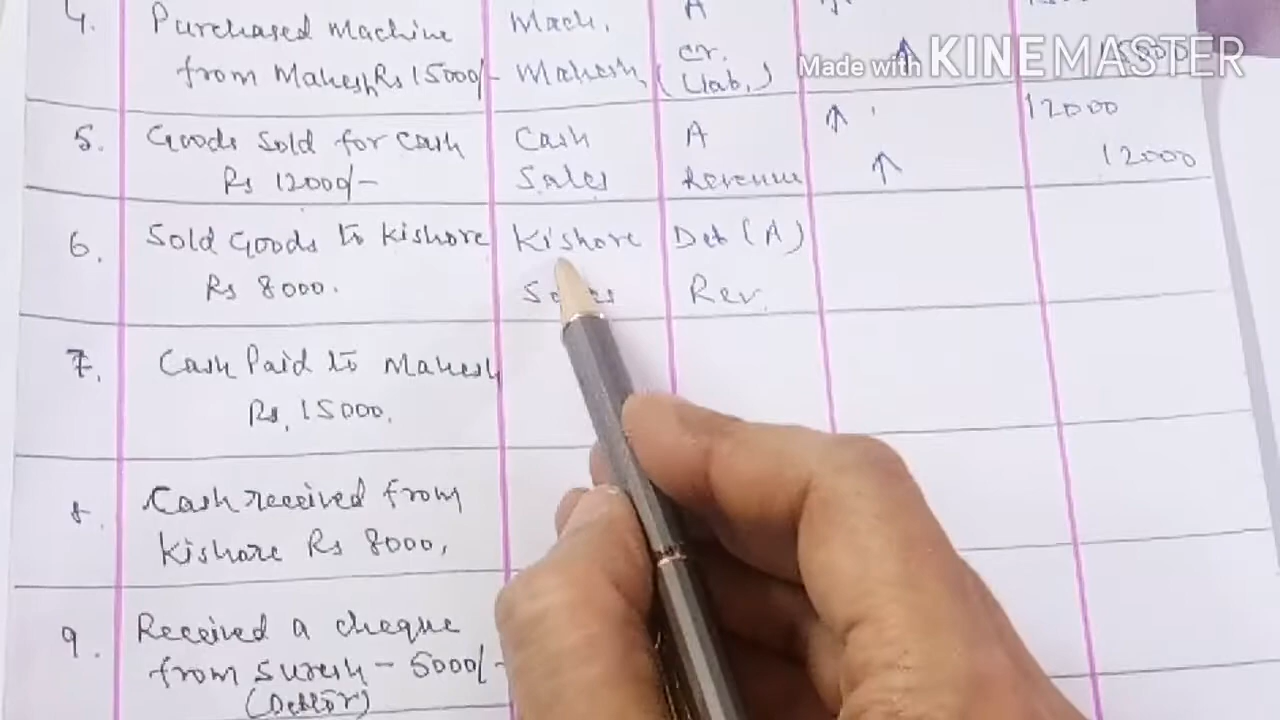 4. Purchased Machine Mach. A
from Mahesh Rs 15000/- Mahesh cr. (Liab.) 15000
Made with KINEMASTER
5. Goods Sold for Cash Cash A ↑ 12000
Rs 12000/- Sales Revenue ↑ 12000
6. Sold Goods to Kishore Kishore Deb (A)
Rs 8000. Rev.
7. Cash Paid to Mahesh
Rs. 15000.
8. Cash received from
Kishore Rs 8000,
9. Received a cheque
from Suresh - 5000/-
(Debtor)